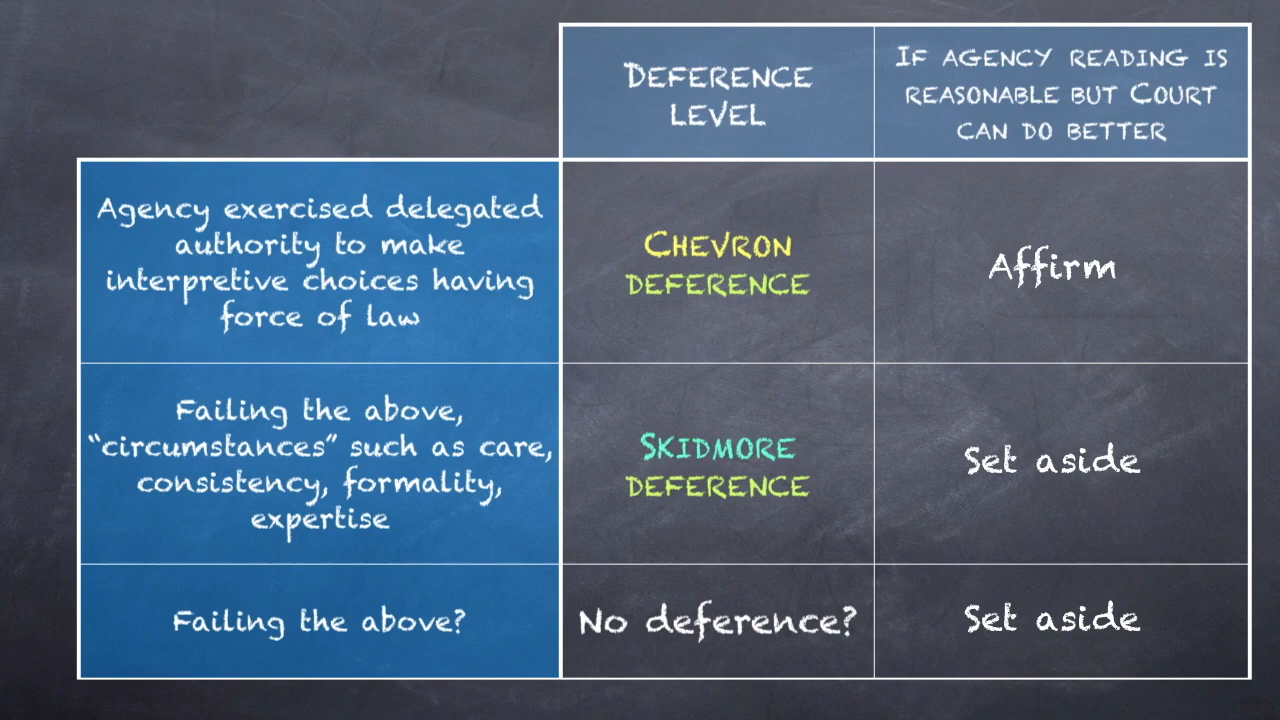 DEFERENCE
LEVEL
IF AGENCY READING IS
REASONABLE BUT COURT
CAN DO BETTER
Agency exercised delegated
authority to make
interpretive choices having
force of law
CHEVRON
DEFERENCE
Affirm
Failing the above,
“circumstances” such as care,
consistency, formality,
expertise
SKIDMORE
DEFERENCE
Set aside
Failing the above?
No deference?
Set aside